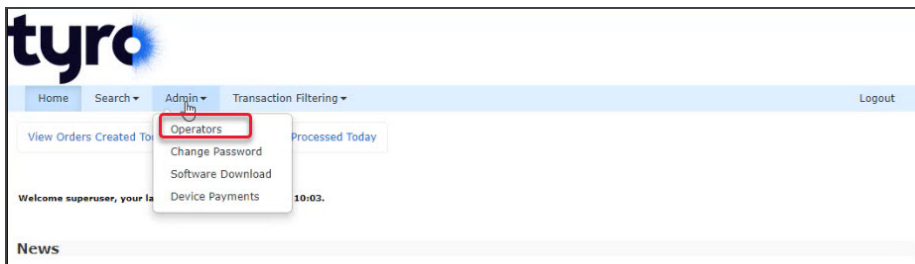 tyro
Home Search Admin Transaction Filtering Logout
View Orders Created To Processed Today
Operators
Change Password
Software Download
Device Payments
Welcome superuser, your la 10:03.
News